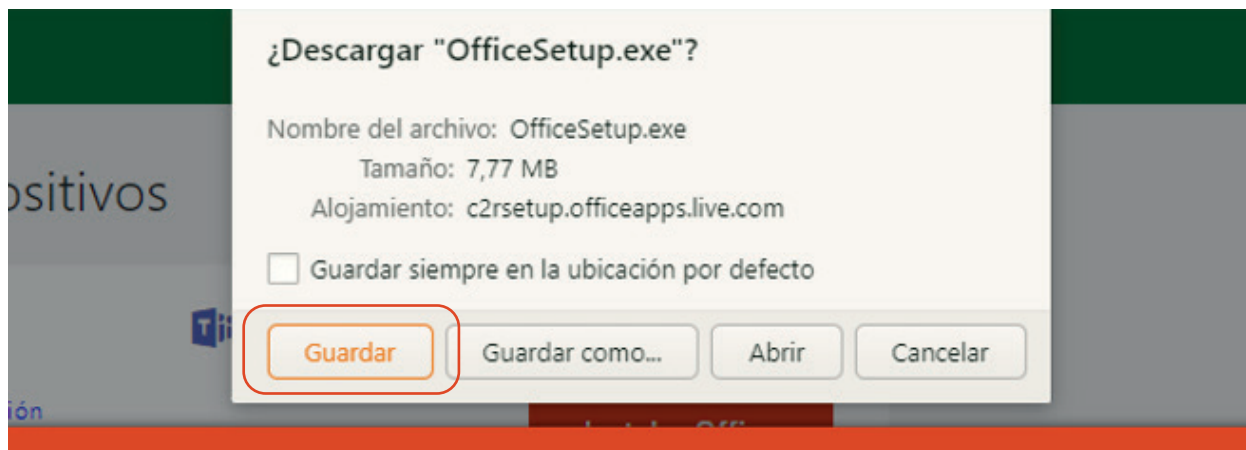 ¿Descargar "OfficeSetup.exe"?
Nombre del archivo: OfficeSetup.exe
Tamaño: 7,77 MB
Alojamiento: c2rsetup.officeapps.live.com
ositivos
Guardar siempre en la ubicación por defecto
Guardar Guardar como... Abrir Cancelar
ión